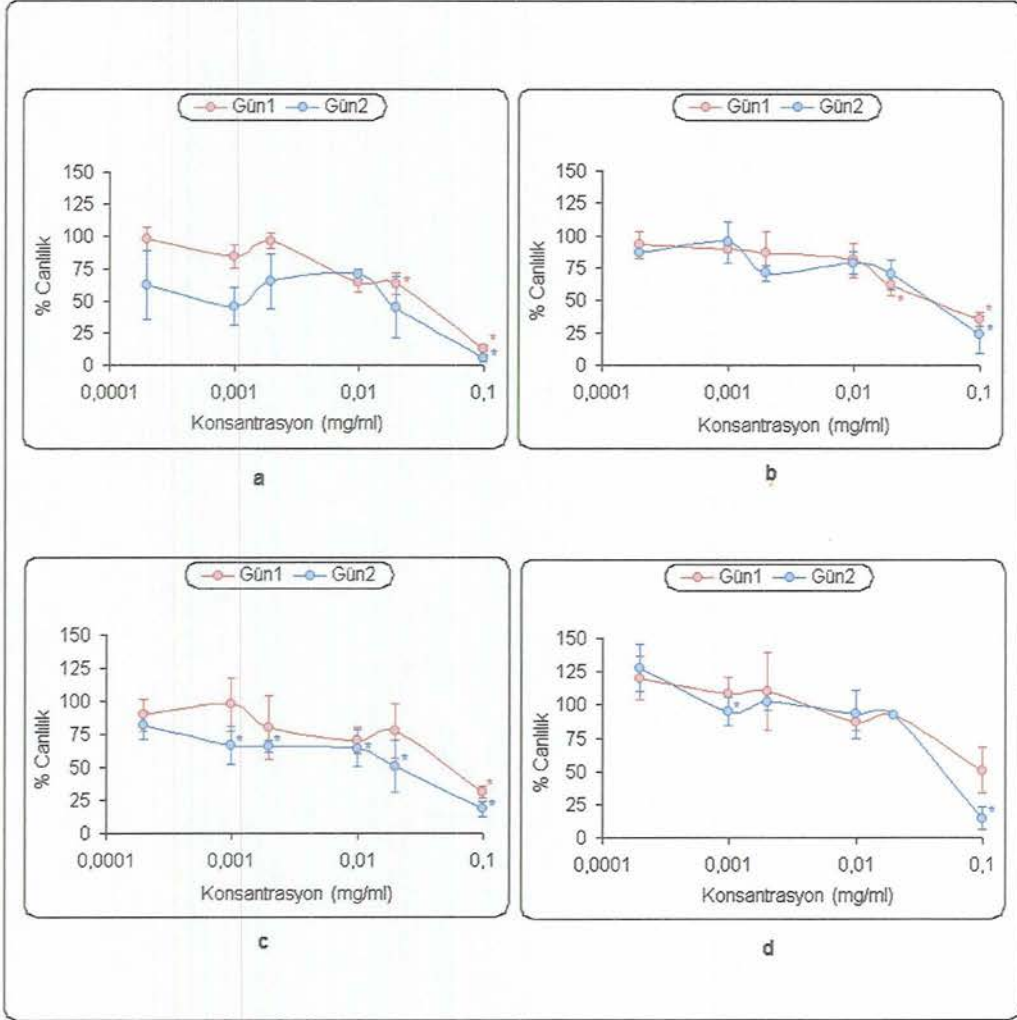 Gün1 Gün2
150
125
100
75
50
25
0
% Canlılık
0,0001 0,001 0,01 0,1
Konsantrasyon (mg/ml)
* * *
a
Gün1 Gün2
150
125
100
75
50
25
0
% Canlılık
0,0001 0,001 0,01 0,1
Konsantrasyon (mg/ml)
* * *
b
Gün1 Gün2
150
125
100
75
50
25
0
% Canlılık
0,0001 0,001 0,01 0,1
Konsantrasyon (mg/ml)
* * * * * *
c
Gün1 Gün2
150
125
100
75
50
25
0
% Canlılık
0,0001 0,001 0,01 0,1
Konsantrasyon (mg/ml)
* *
d